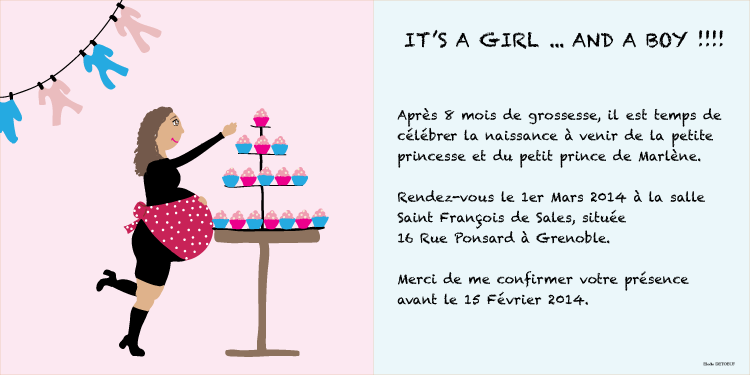 IT'S A GIRL ... AND A BOY !!!!
Après 8 mois de grossesse, il est temps de
célébrer la naissance à venir de la petite
princesse et du petit prince de Marlène.
Rendez-vous le 1er Mars 2014 à la salle
Saint François de Sales, située
16 Rue Ponsard à Grenoble.
Merci de me confirmer votre présence
avant le 15 Février 2014.